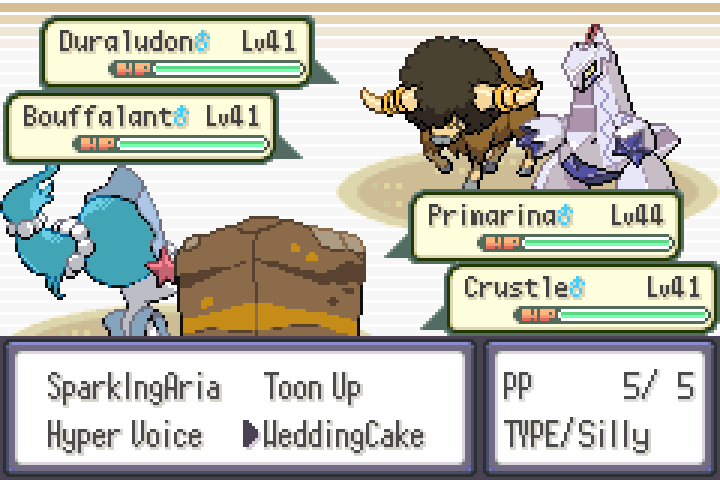 Duraludon♂ Lv41
HP
Bouffalant♂ Lv41
HP
Primarina♂ Lv44
HP
Crustle♂ Lv41
HP
SparklngAria Toon Up
Hyper Voice ▶WeddingCake
PP 5/ 5
TYPE/Silly